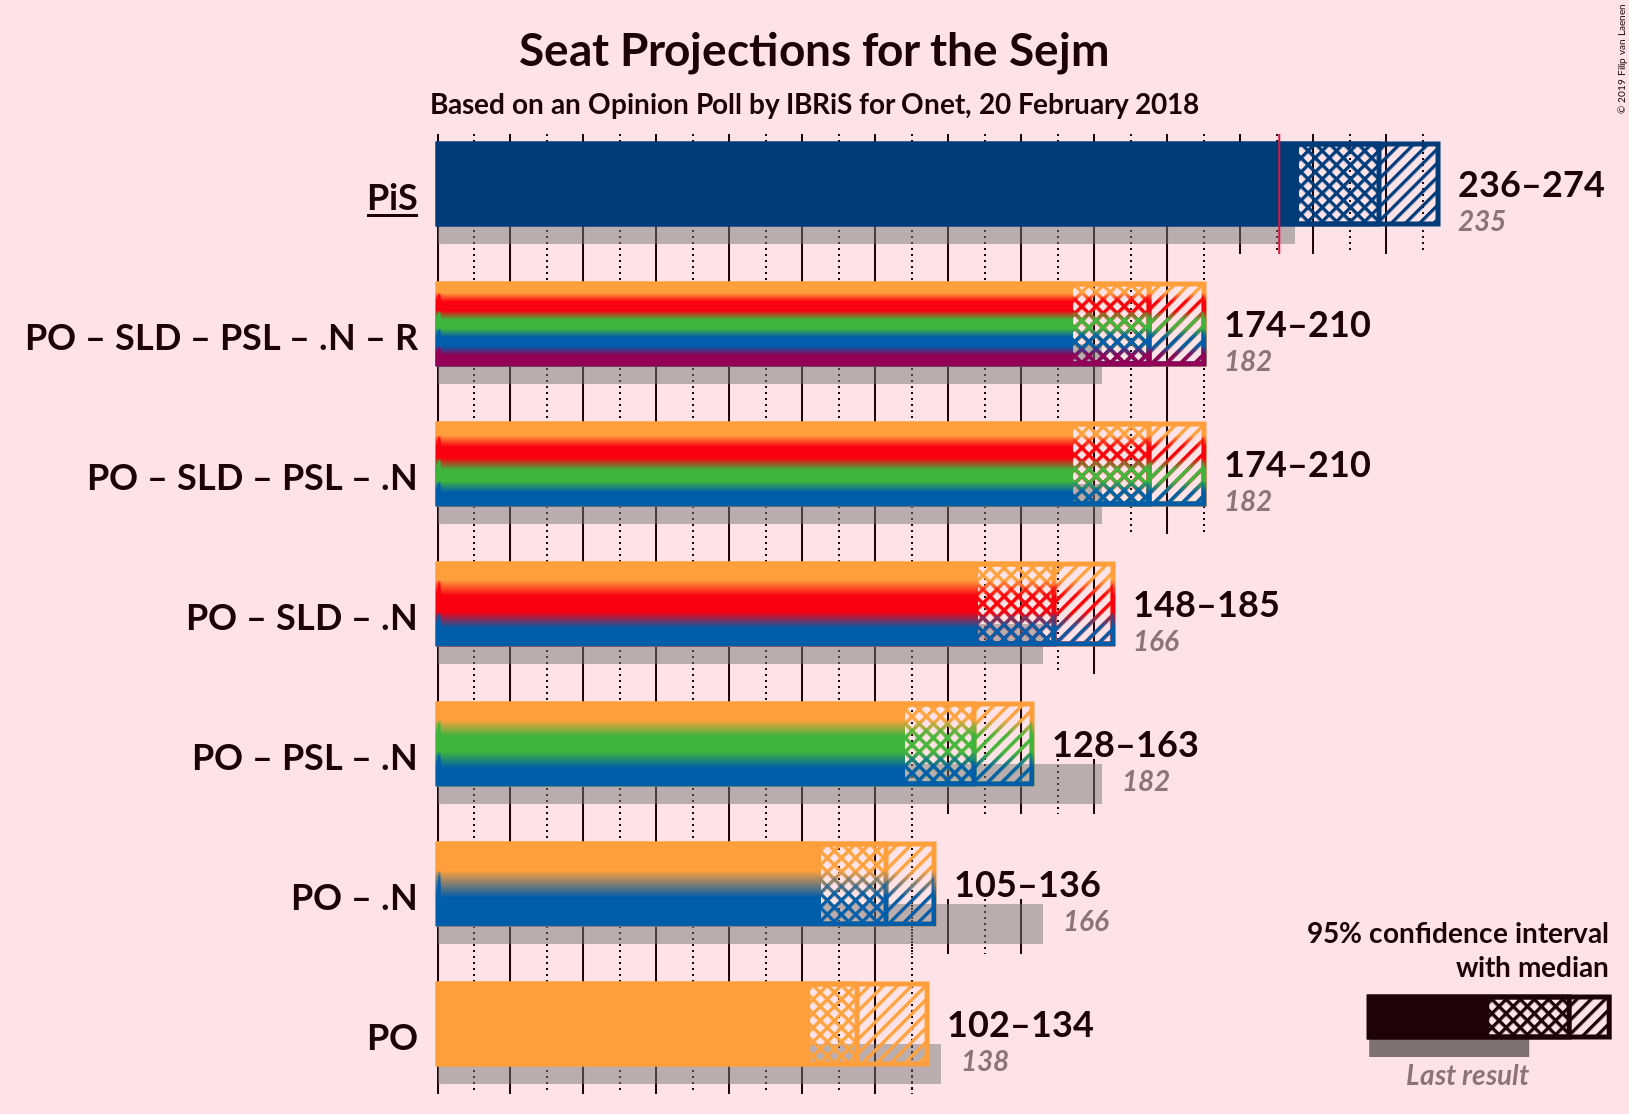 Seat Projections for the Sejm
Based on an Opinion Poll by IBRiS for Onet, 20 February 2018
© 2019 Filip van Laenen
PiS
236–274
235
PO – SLD – PSL – .N – R
174–210
182
PO – SLD – PSL – .N
174–210
182
PO – SLD – .N
148–185
166
PO – PSL – .N
128–163
182
PO – .N
105–136
166
PO
102–134
138
95% confidence interval
with median
Last result